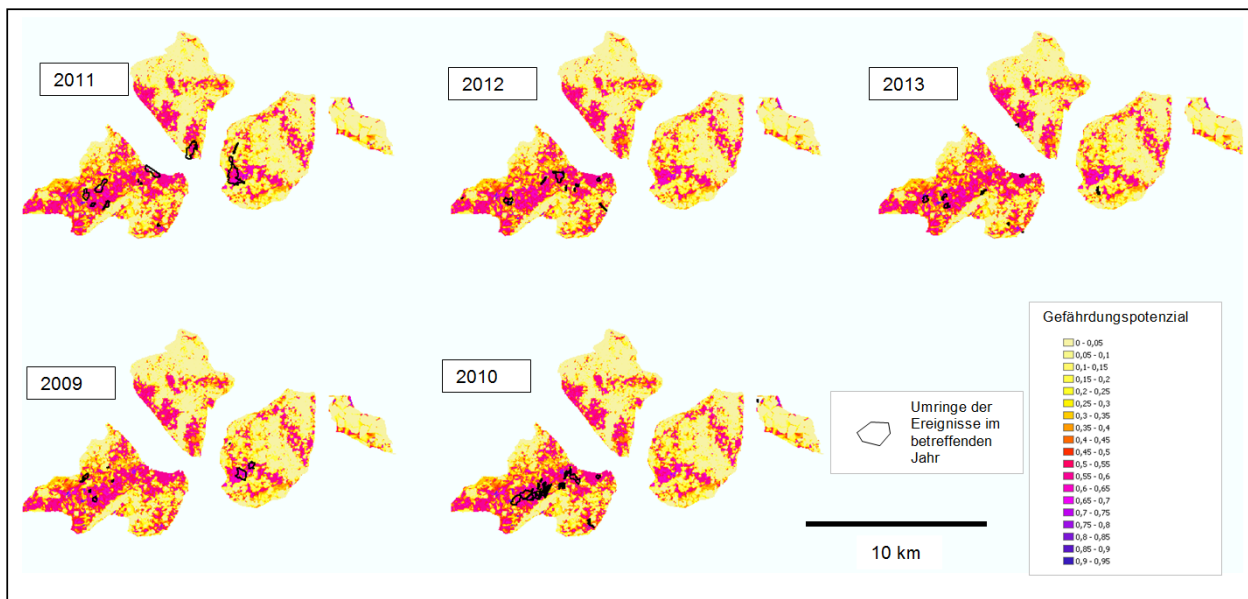 2011
2012
2013
2009
2010
Gefährdungspotenzial
0 - 0,05
0,05 - 0,1
0,1- 0,15
0,15 - 0,2
0,2 - 0,25
0,25 - 0,3
0,3 - 0,35
0,35 - 0,4
0,4 - 0,45
0,45 - 0,5
0,5 - 0,55
0,55 - 0,6
0,6 - 0,65
0,65 - 0,7
0,7 - 0,75
0,75 - 0,8
0,8 - 0,85
0,85 - 0,9
0,9 - 0,95
Umringe der
Ereignisse im
betreffenden
Jahr
10 km